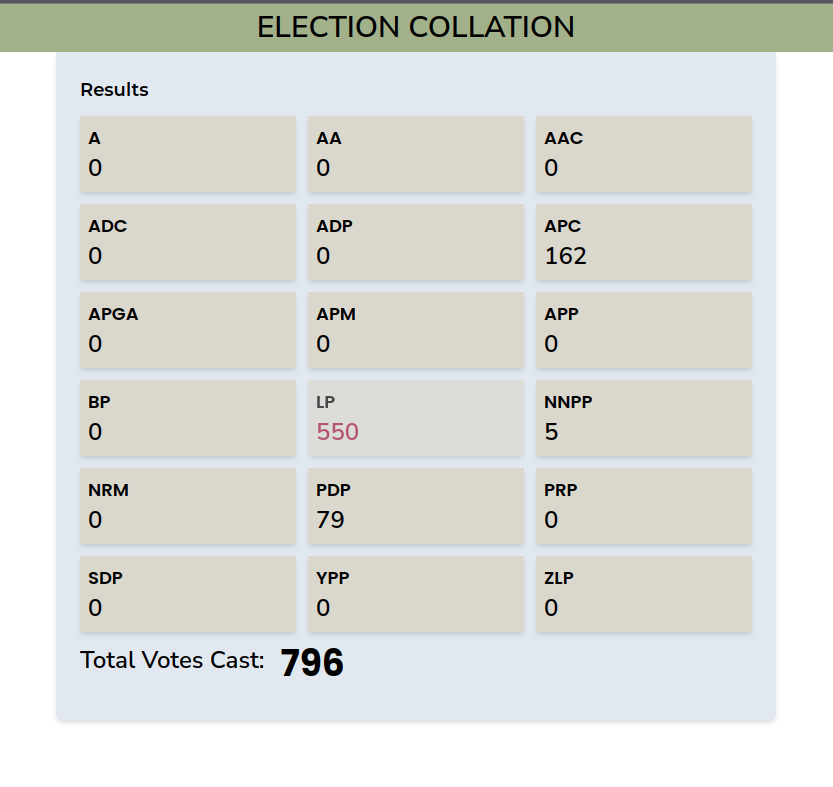 ELECTION COLLATION
Results
A AA AAC
0 0 0
ADC ADP APC
0 0 162
APGA APM APP
0 0 0
BP LP NNPP
0 550 5
NRM PDP PRP
0 79 0
SDP YPP ZLP
0 0 0
Total Votes Cast: 796